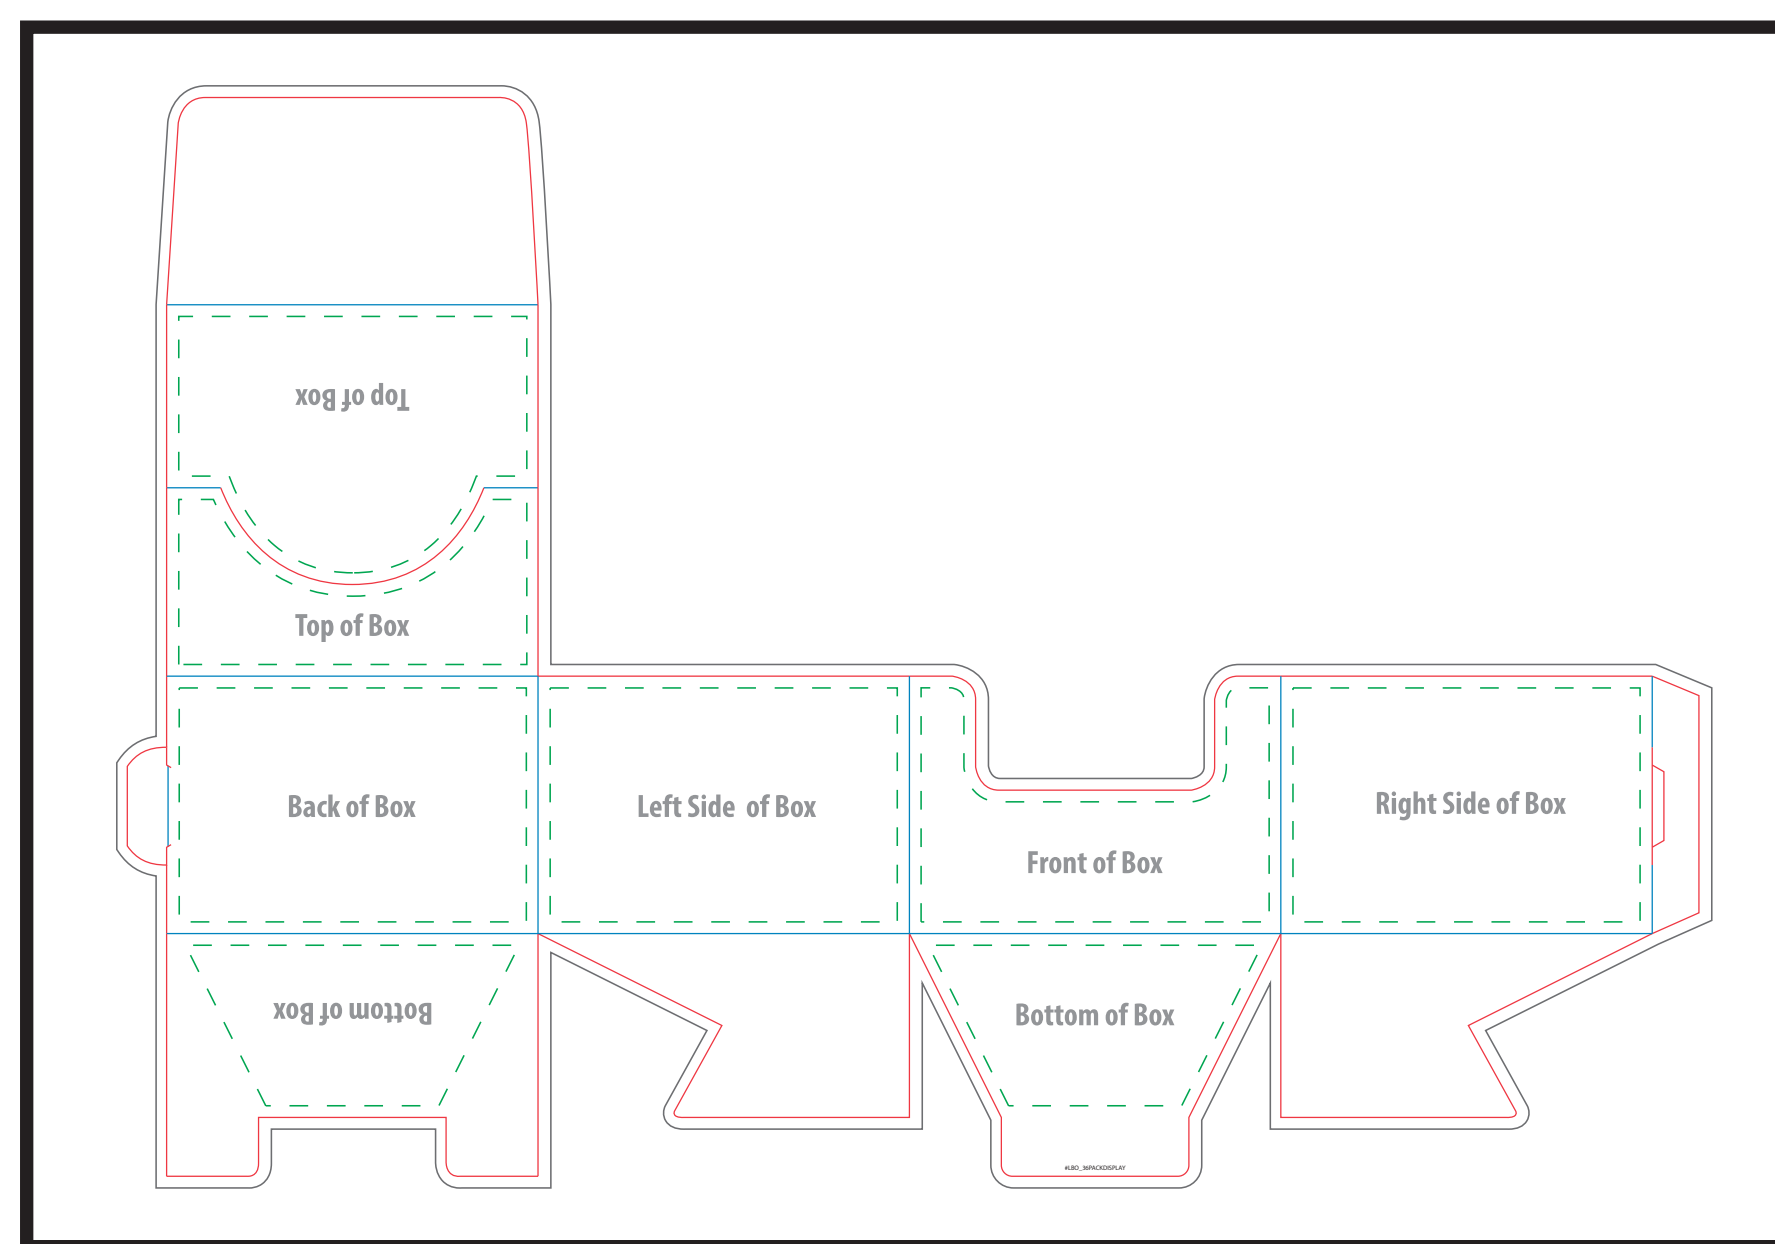 Top of Box
Top of Box
Back of Box
Left Side of Box
Front of Box
Right Side of Box
Bottom of Box
Bottom of Box
#LBO_36PACKDISPLAY